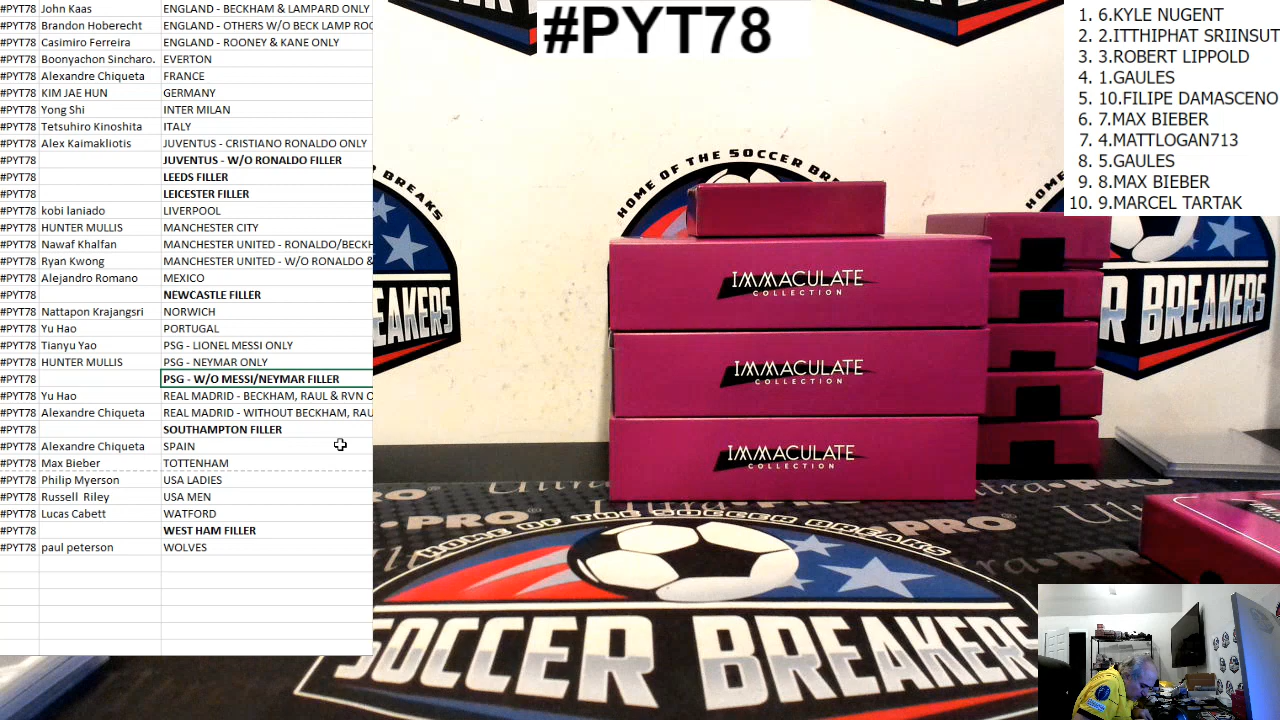 #PYT78 John Kaas ENGLAND - BECKHAM & LAMPARD ONLY
#PYT78 Brandon Hoberecht ENGLAND - OTHERS W/O BECK LAMP ROO
#PYT78 Casimiro Ferreira ENGLAND - ROONEY & KANE ONLY
#PYT78 Boonyachon Sincharo. EVERTON
#PYT78 Alexandre Chiqueta FRANCE
#PYT78 KIM JAE HUN GERMANY
#PYT78 Yong Shi INTER MILAN
#PYT78 Tetsuhiro Kinoshita ITALY
#PYT78 Alex Kaimakliotis JUVENTUS - CRISTIANO RONALDO ONLY
#PYT78 JUVENTUS - W/O RONALDO FILLER
#PYT78 LEEDS FILLER
#PYT78 LEICESTER FILLER
#PYT78 kobi laniado LIVERPOOL
#PYT78 HUNTER MULLIS MANCHESTER CITY
#PYT78 Nawaf Khalfan MANCHESTER UNITED - RONALDO/BECKH
#PYT78 Ryan Kwong MANCHESTER UNITED - W/O RONALDO &
#PYT78 Alejandro Romano MEXICO
#PYT78 NEWCASTLE FILLER
#PYT78 Nattapon Krajangsri NORWICH
#PYT78 Yu Hao PORTUGAL
#PYT78 Tianyu Yao PSG - LIONEL MESSI ONLY
#PYT78 HUNTER MULLIS PSG - NEYMAR ONLY
#PYT78 PSG - W/O MESSI/NEYMAR FILLER
#PYT78 Yu Hao REAL MADRID - BECKHAM, RAUL & RVN O
#PYT78 Alexandre Chiqueta REAL MADRID - WITHOUT BECKHAM, RAU
#PYT78 SOUTHAMPTON FILLER
#PYT78 Alexandre Chiqueta SPAIN
#PYT78 Max Bieber TOTTENHAM
#PYT78 Philip Myerson USA LADIES
#PYT78 Russell Riley USA MEN
#PYT78 Lucas Cabett WATFORD
#PYT78 WEST HAM FILLER
#PYT78 paul peterson WOLVES
#PYT78
1. 6.KYLE NUGENT
2. 2.ITTHIPHAT SRIINSUT
3. 3.ROBERT LIPPOLD
4. 1.GAULES
5. 10.FILIPE DAMASCENO
6. 7.MAX BIEBER
7. 4.MATTLOGAN713
8. 5.GAULES
9. 8.MAX BIEBER
10. 9.MARCEL TARTAK
HOME OF THE SOCCER BREAKS
BREAKS
EAKERS
BREAKERS
IMMACULATE
COLLECTION
IMMACULATE
COLLECTION
IMMACULATE
COLLECTION
HOME OF THE SOCCER BREAKS
SOCCER BREAKERS